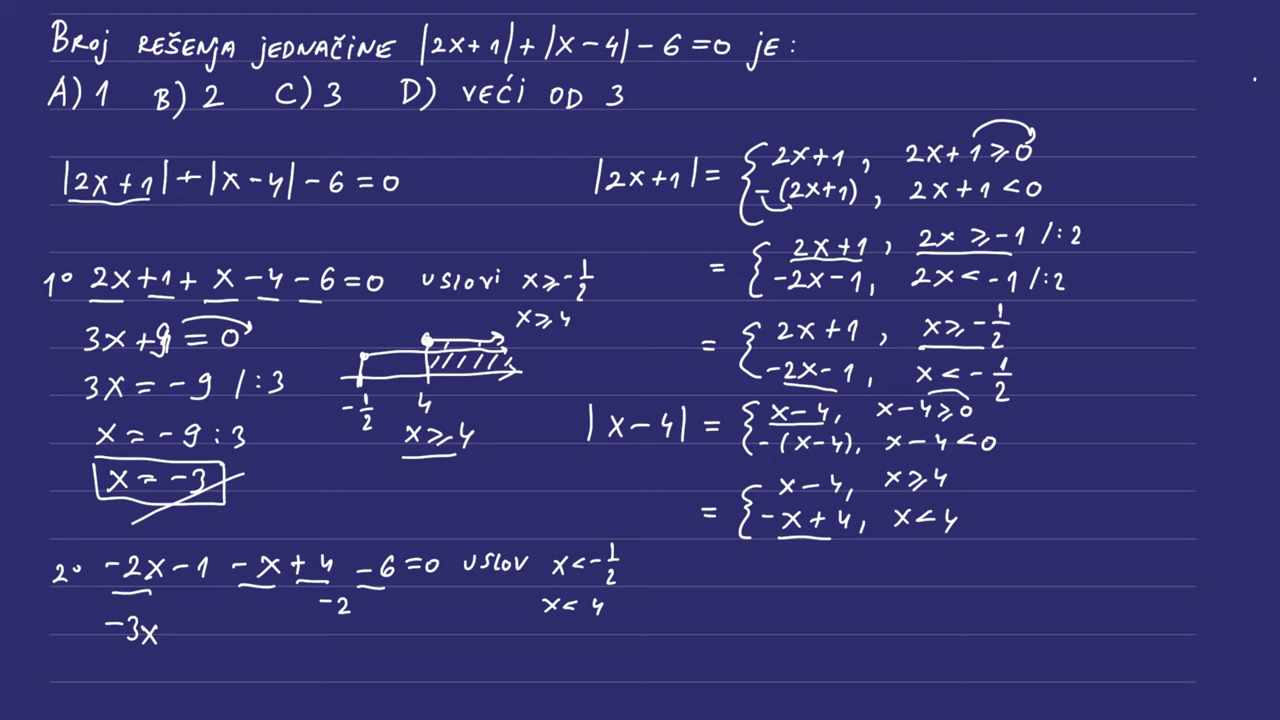 BROJ REŠENJA JEDNAČINE |2x+1|+|x-4|-6=0 JE:
A) 1 B) 2 C) 3 D) VEĆI OD 3
|2x+1|+|x-4|-6=0
1° 2x+1+x-4-6=0 uslovi x≥-1/2
x≥4
3x+9=0
3x=-9 /:3
-1/2 4
x=-9:3
x≥4
x=-3
2° -2x-1-x+4-6=0 uslov x<-1/2
-2
x<4
-3x
|2x+1|= { 2x+1, 2x+1≥0
-(2x+1), 2x+1<0
= { 2x+1, 2x≥-1 /:2
-2x-1, 2x<-1 /:2
= { 2x+1, x≥-1/2
-2x-1, x<-1/2
|x-4|= { x-4, x-4≥0
-(x-4), x-4<0
= { x-4, x≥4
-x+4, x<4